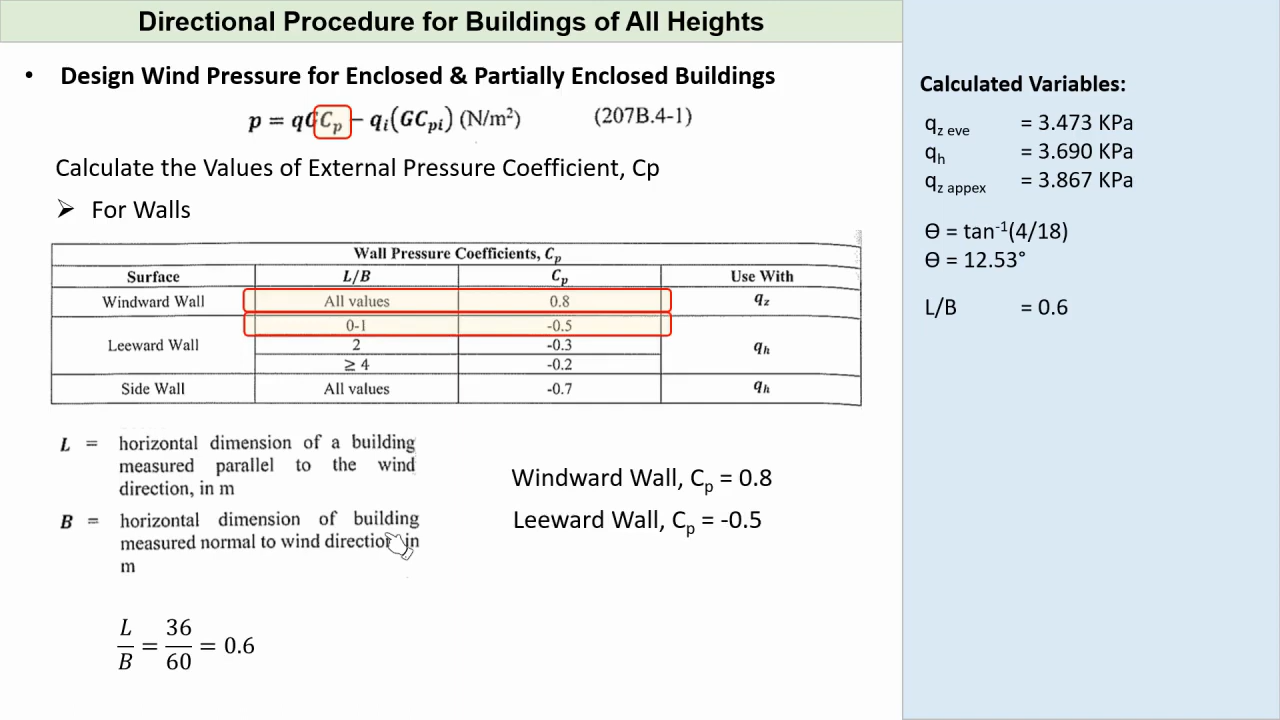 Directional Procedure for Buildings of All Heights
• Design Wind Pressure for Enclosed & Partially Enclosed Buildings
p = qGCp − qi(GCpi) (N/m²) (207B.4-1)
Calculate the Values of External Pressure Coefficient, Cp
➢ For Walls
Wall Pressure Coefficients, Cp
Surface L/B Cp Use With
Windward Wall All values 0.8 qz
Leeward Wall 0-1 -0.5 qh
2 -0.3
≥ 4 -0.2
Side Wall All values -0.7 qh
L = horizontal dimension of a building
measured parallel to the wind
direction, in m
B = horizontal dimension of building
measured normal to wind direction in
m
Windward Wall, Cp = 0.8
Leeward Wall, Cp = -0.5
L/B = 36/60 = 0.6
Calculated Variables:
qz eve = 3.473 KPa
qh = 3.690 KPa
qz appex = 3.867 KPa
Ө = tan⁻¹(4/18)
Ө = 12.53°
L/B = 0.6